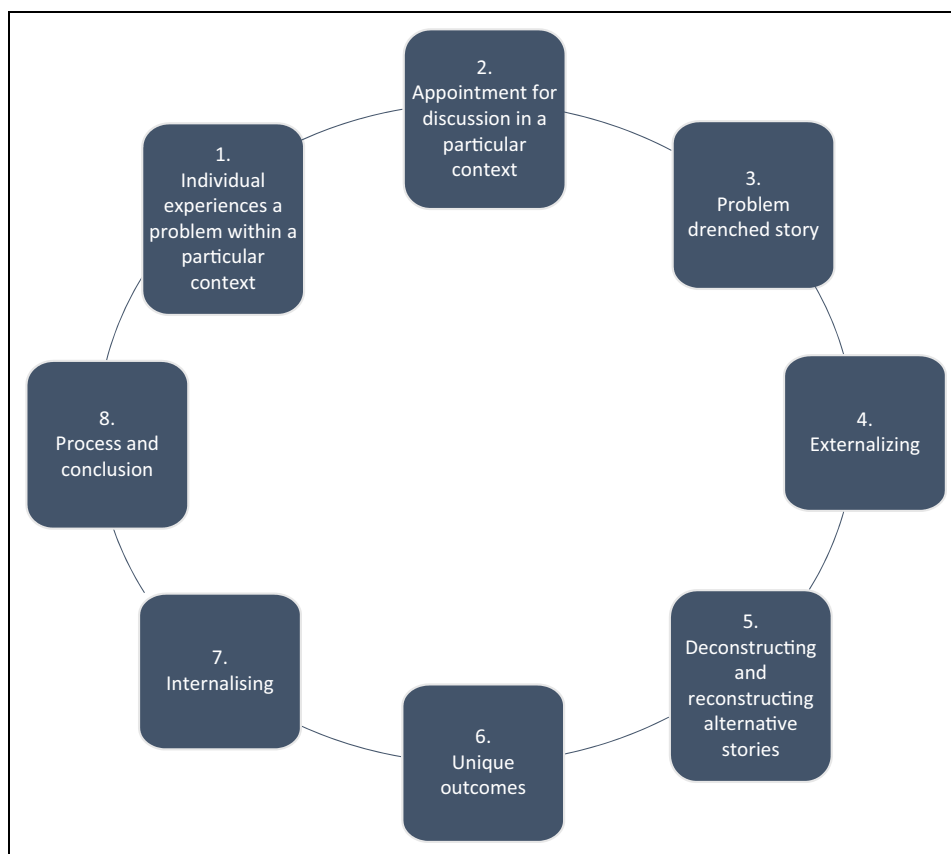 1.
Individual
experiences a
problem within a
particular
context
2.
Appointment for
discussion in a
particular
context
3.
Problem
drenched story
4.
Externalizing
5.
Deconstructing
and
reconstructing
alternative
stories
6.
Unique
outcomes
7.
Internalising
8.
Process and
conclusion